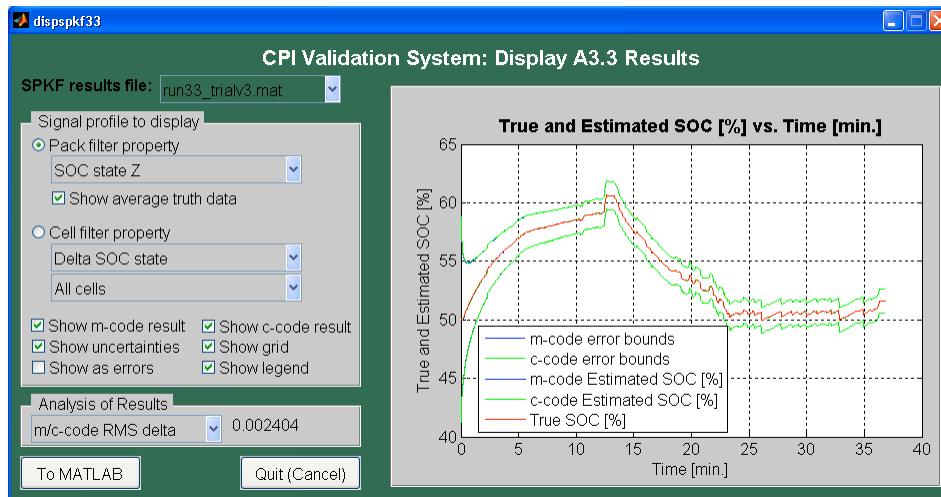 dispspkf33
CPI Validation System: Display A3.3 Results
SPKF results file: run33_trialv3.mat
Signal profile to display
Pack filter property
SOC state Z
Show average truth data
Cell filter property
Delta SOC state
All cells
Show m-code result Show c-code result
Show uncertainties Show grid
Show as errors Show legend
Analysis of Results
m/c-code RMS delta 0.002404
To MATLAB Quit (Cancel)
True and Estimated SOC [%] vs. Time [min.]
True and Estimated SOC [%]
65
60
55
50
45
40
m-code error bounds
c-code error bounds
m-code Estimated SOC [%]
c-code Estimated SOC [%]
True SOC [%]
0 5 10 15 20 25 30 35 40
Time [min.]